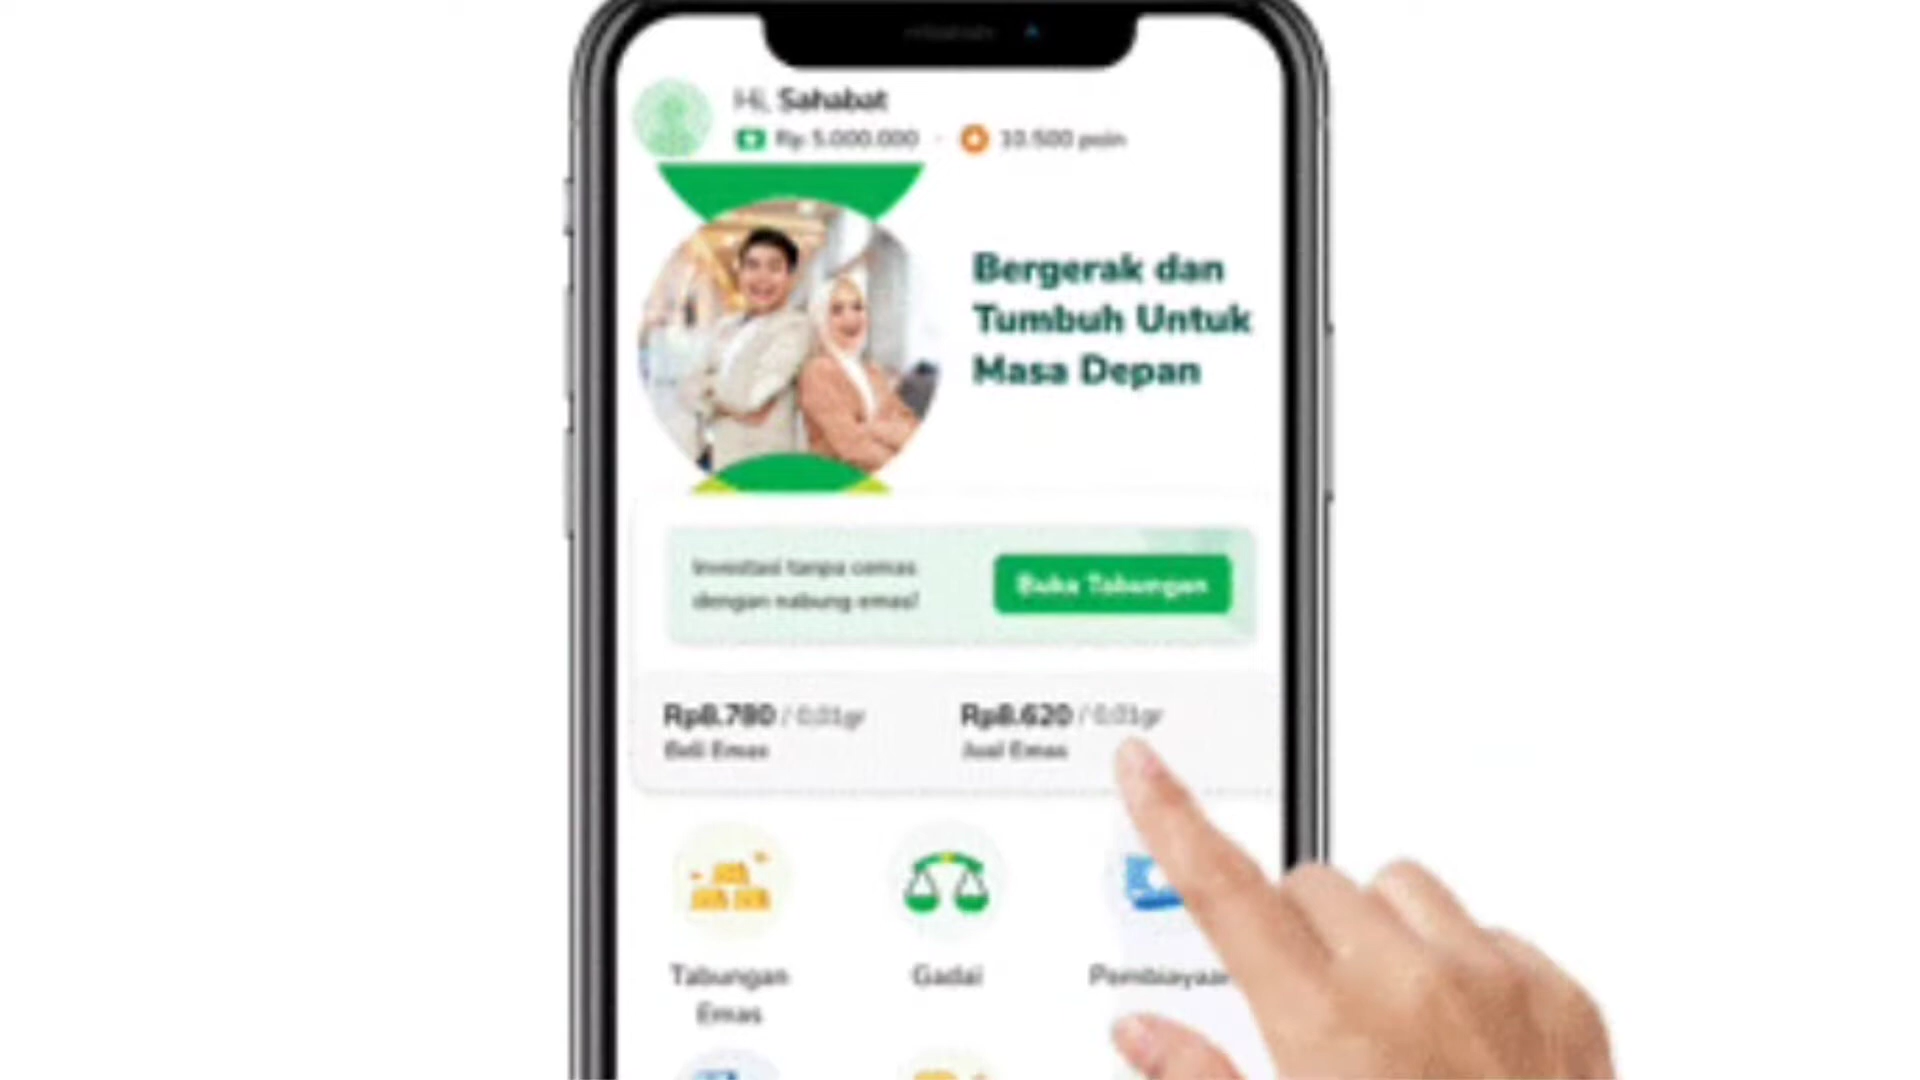 Hi, Sahabat
Rp 5.000.000 · 10.500 poin
Bergerak dan
Tumbuh Untuk
Masa Depan
Investasi tanpa cemas
dengan nabung emas!
Buka Tabungan
Rp8.780 / 0,01gr
Beli Emas
Rp8.620 / 0,01gr
Jual Emas
Tabungan
Emas
Gadai
Pembiayaan